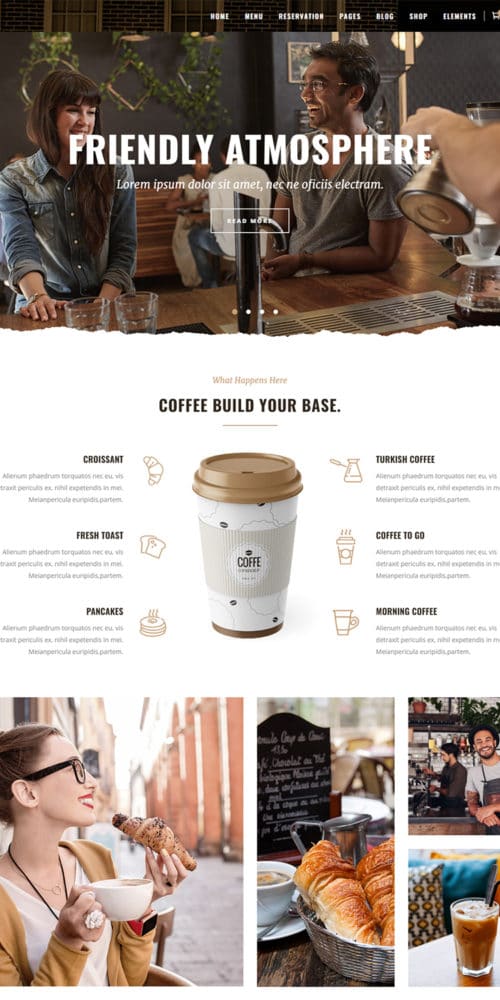 HOME MENU RESERVATION PAGES BLOG SHOP ELEMENTS
FRIENDLY ATMOSPHERE
Lorem ipsum dolor sit amet, nec ne oficiis electram.
READ MORE
What Happens Here
COFFEE BUILD YOUR BASE.
CROISSANT
Alienum phaedrum torquatos nec eu, vis
detraxit periculis ex, nihil expetendis in mei.
Meianpericula euripidis,partem.
FRESH TOAST
Alienum phaedrum torquatos nec eu, vis
detraxit periculis ex, nihil expetendis in mei.
Meianpericula euripidis,partem.
PANCAKES
Alienum phaedrum torquatos nec eu, vis
detraxit periculis ex, nihil expetendis in mei.
Meianpericula euripidis,partem.
COFFE
TURKISH COFFEE
Alienum phaedrum torquatos nec eu, vis
detraxit periculis ex, nihil expetendis in
Meianpericula euripidis,partem.
COFFEE TO GO
Alienum phaedrum torquatos nec eu, vis
detraxit periculis ex, nihil expetendis in
Meianpericula euripidis,partem.
MORNING COFFEE
Alienum phaedrum torquatos nec eu, vis
detraxit periculis ex, nihil expetendis in
Meianpericula euripidis,partem.